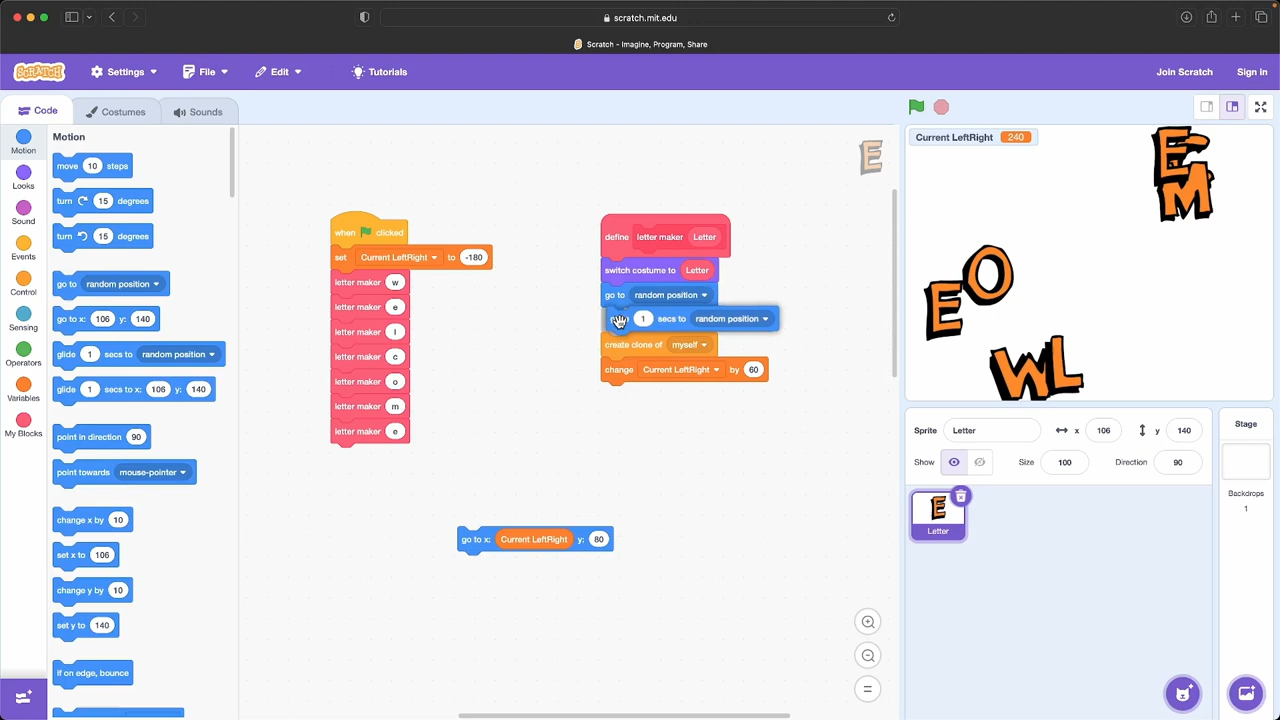 scratch.mit.edu
Scratch - Imagine, Program, Share
SCRATCH Settings File Edit Tutorials Join Scratch Sign in
Code Costumes Sounds
Motion
Looks
Sound
Events
Control
Sensing
Operators
Variables
My Blocks
Motion
move 10 steps
turn 15 degrees
turn 15 degrees
go to random position
go to x: 106 y: 140
glide 1 secs to random position
glide 1 secs to x: 106 y: 140
point in direction 90
point towards mouse-pointer
change x by 10
set x to 106
change y by 10
set y to 140
if on edge, bounce
when clicked
set Current LeftRight to -180
letter maker w
letter maker e
letter maker l
letter maker c
letter maker o
letter maker m
letter maker e
go to x: Current LeftRight y: 80
define letter maker Letter
switch costume to Letter
go to random position
1 secs to random position
create clone of myself
change Current LeftRight by 60
E
Current LeftRight 240
E
M
O
E
WL
Sprite Letter x 106 y 140
Show Size 100 Direction 90
E
Letter
Stage
Backdrops
1